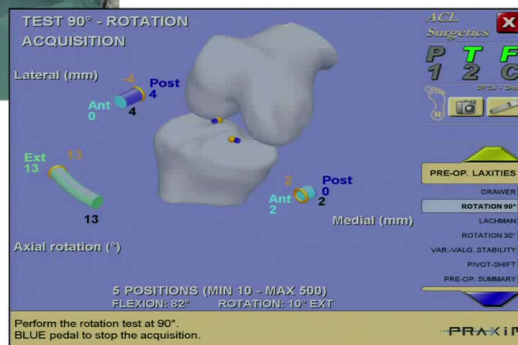 TEST 90° - ROTATION
ACQUISITION
ACL
Surgetics
X
P T F
1 2 C
Lateral (mm)
-4
Post
4
Ant
0
4
Ext
13
13
13
Axial rotation (°)
2
Post
0
Ant
2
2
Medial (mm)
PRE-OP. LAXITIES
DRAWER
ROTATION 90°
LACHMAN
ROTATION 30°
VAR.-VALG. STABILITY
PIVOT-SHIFT
PRE-OP. SUMMARY
5 POSITIONS (MIN 10 - MAX 500)
FLEXION: 82° ROTATION: 10° EXT
Perform the rotation test at 90°.
BLUE pedal to stop the acquisition.
PRAXIM